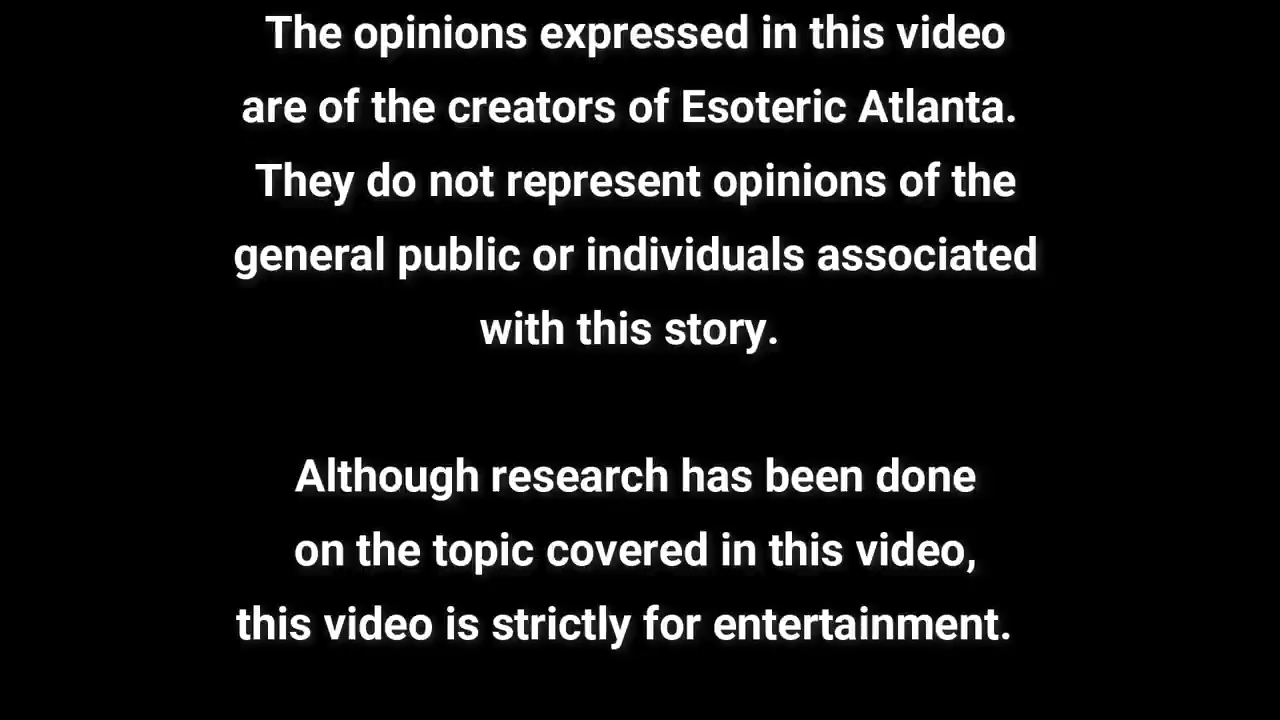 The opinions expressed in this video
are of the creators of Esoteric Atlanta.
They do not represent opinions of the
general public or individuals associated
with this story.
Although research has been done
on the topic covered in this video,
this video is strictly for entertainment.